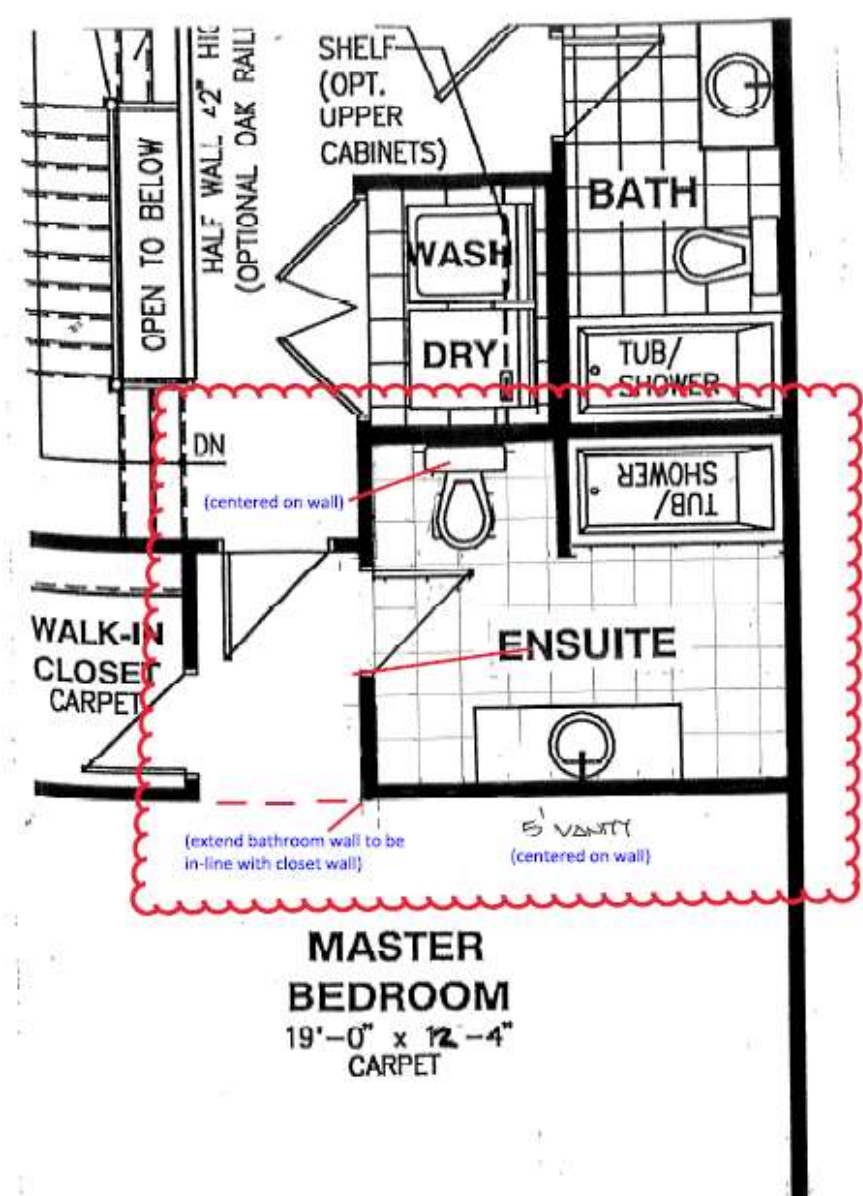 HALF WALL 42" HIG
(OPTIONAL OAK RAILI
OPEN TO BELOW
SHELF
(OPT.
UPPER
CABINETS)
BATH
WASH
DRY
TUB/
SHOWER
DN
(centered on wall)
TUB/
SHOWER
WALK-IN
CLOSET
CARPET
ENSUITE
(extend bathroom wall to be
in-line with closet wall)
5' VANITY
(centered on wall)
MASTER
BEDROOM
19'-0" x 12-4"
CARPET